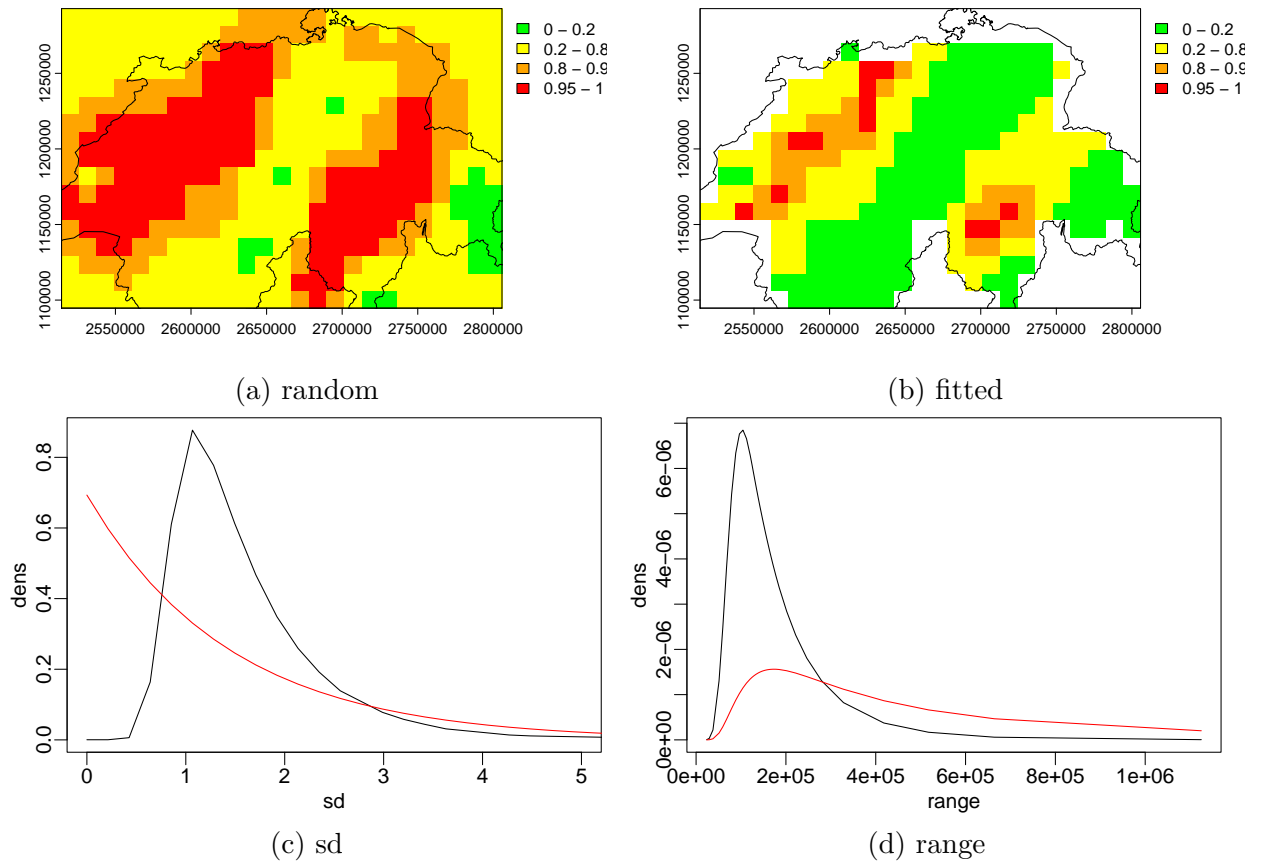 0 – 0.2
0.2 – 0.8
0.8 – 0.9
0.95 – 1
1250000
1200000
1150000
1100000
2550000 2600000 2650000 2700000 2750000 2800000
(a) random
0 – 0.2
0.2 – 0.8
0.8 – 0.9
0.95 – 1
1250000
1200000
1150000
1100000
2550000 2600000 2650000 2700000 2750000 2800000
(b) fitted
dens
0.8
0.6
0.4
0.2
0.0
0 1 2 3 4 5
sd
(c) sd
dens
6e−06
4e−06
2e−06
0e+00
0e+00 2e+05 4e+05 6e+05 8e+05 1e+06
range
(d) range